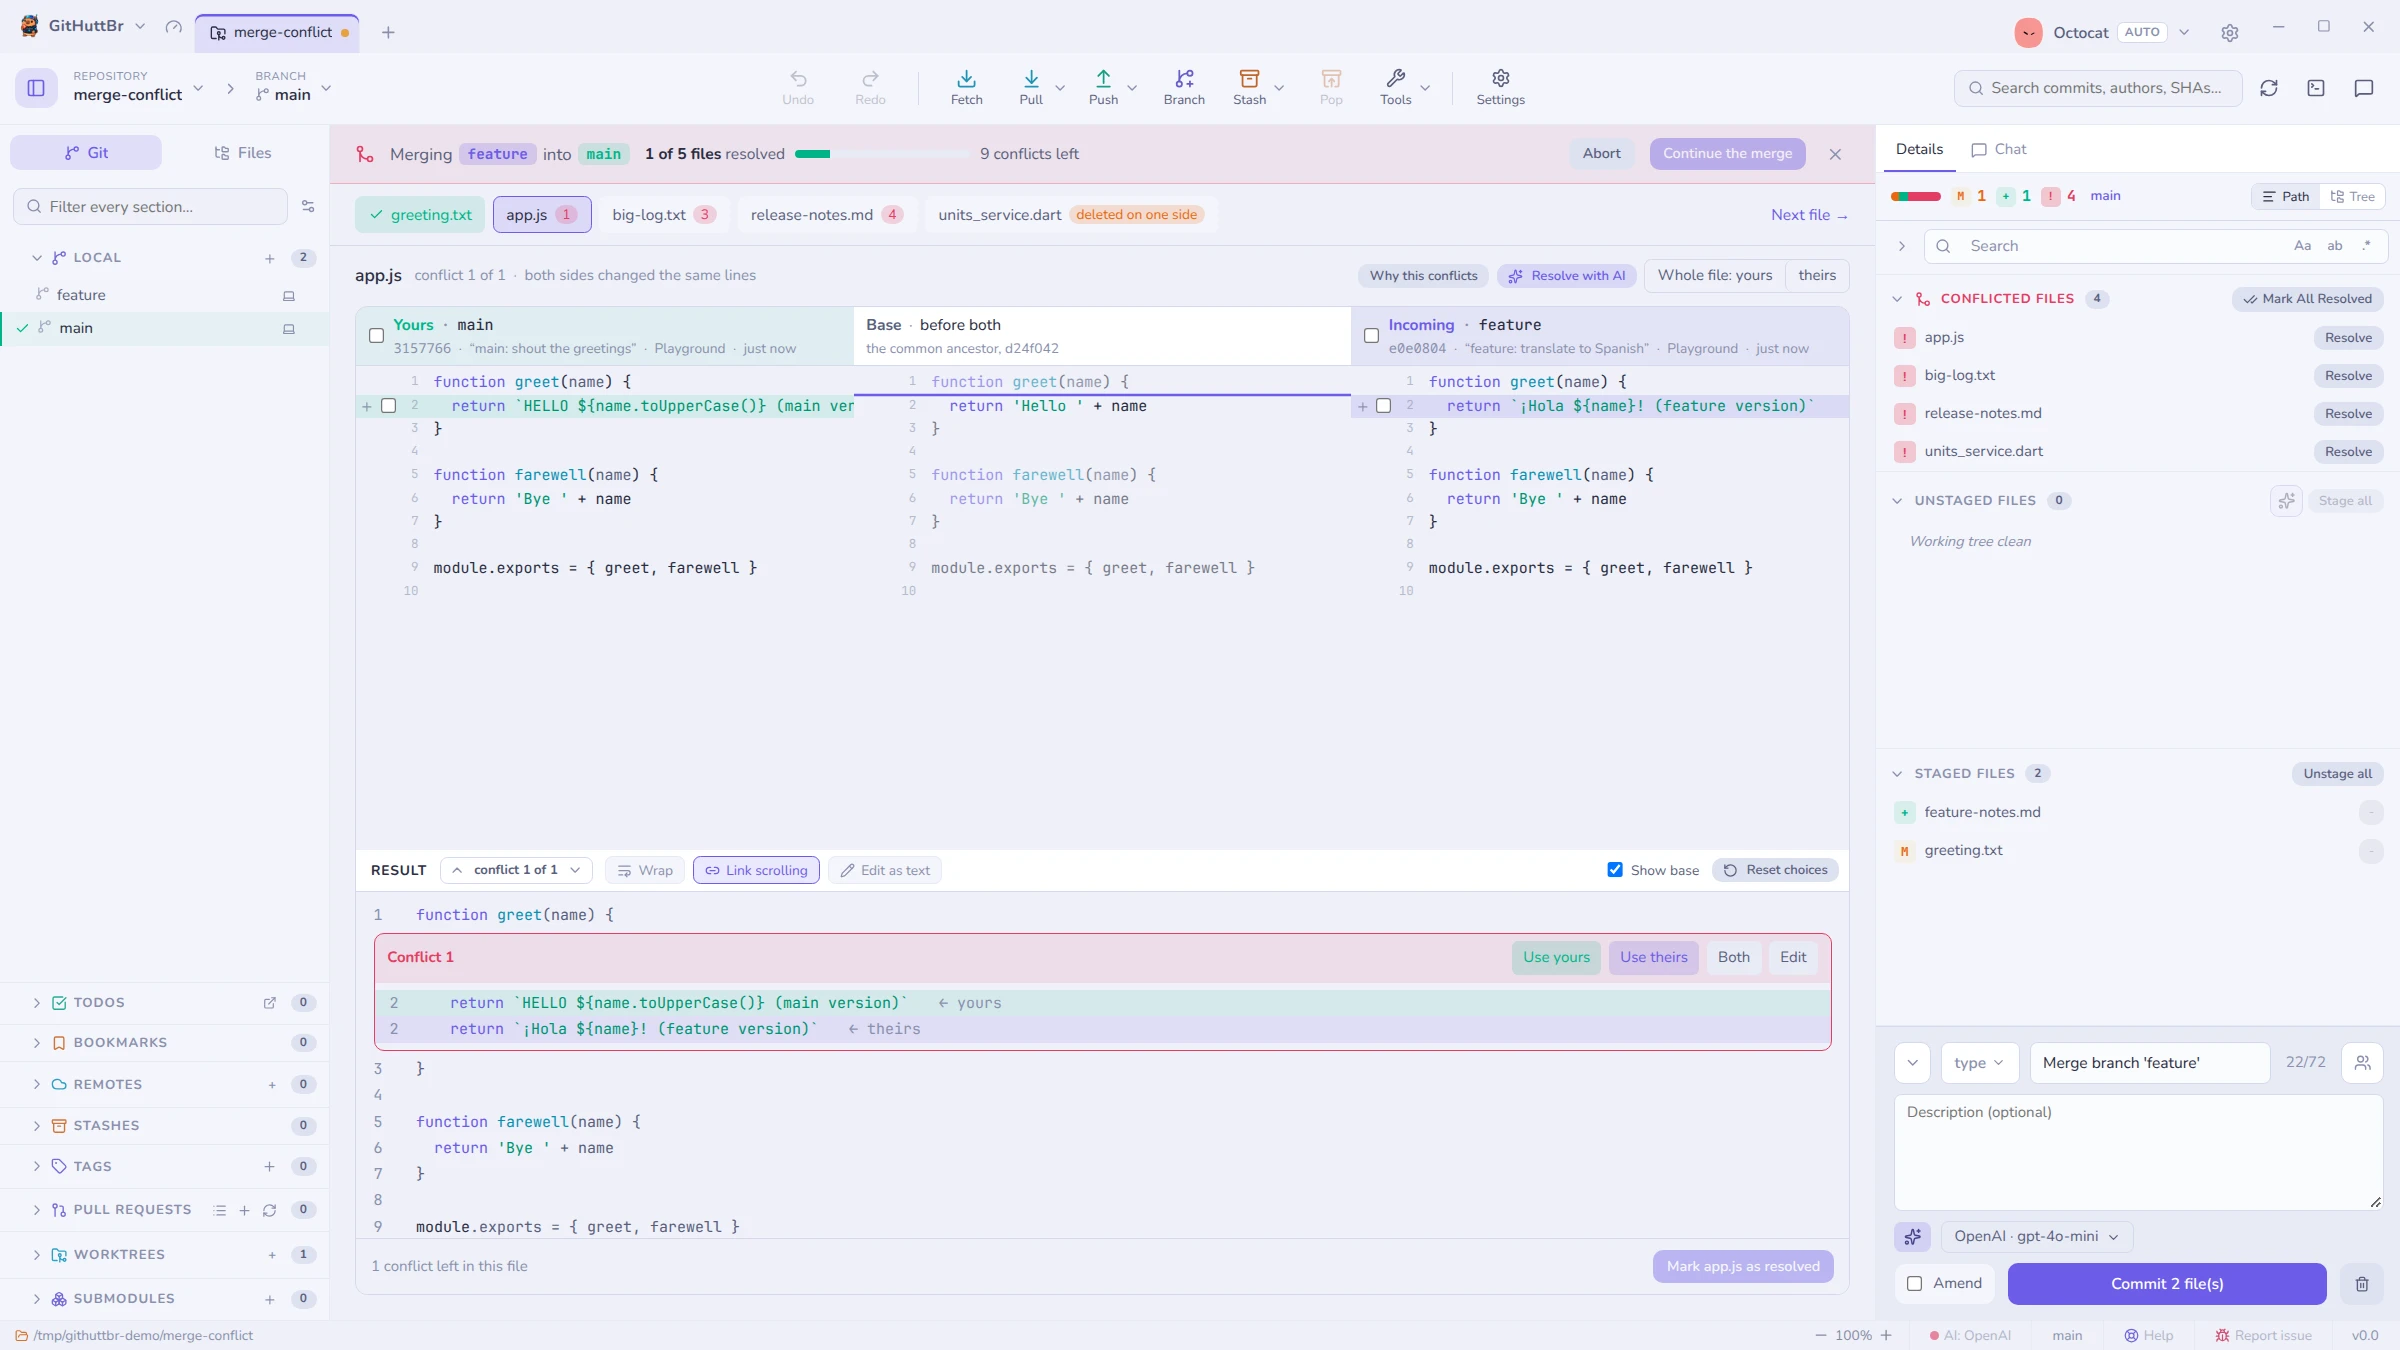 GitHuttBr
merge-conflict
Octocat AUTO
REPOSITORY
merge-conflict
BRANCH
main
Undo
Redo
Fetch
Pull
Push
Branch
Stash
Pop
Tools
Settings
Search commits, authors, SHAs...
Git
Files
Filter every section...
LOCAL 2
feature
main
TODOS 0
BOOKMARKS 0
REMOTES 0
STASHES 0
TAGS 0
PULL REQUESTS 0
WORKTREES 1
SUBMODULES 0
Merging feature into main 1 of 5 files resolved 9 conflicts left
Abort
Continue the merge
greeting.txt
app.js 1
big-log.txt 3
release-notes.md 4
units_service.dart deleted on one side
Next file →
app.js conflict 1 of 1 · both sides changed the same lines
Why this conflicts
Resolve with AI
Whole file: yours
theirs
Yours · main
3157766 · “main: shout the greetings” · Playground · just now
1 function greet(name) {
+ 2 return `HELLO ${name.toUpperCase()} (main ver
3 }
4
5 function farewell(name) {
6 return 'Bye ' + name
7 }
8
9 module.exports = { greet, farewell }
10
Base · before both
the common ancestor, d24f042
1 function greet(name) {
2 return 'Hello ' + name
3 }
4
5 function farewell(name) {
6 return 'Bye ' + name
7 }
8
9 module.exports = { greet, farewell }
10
Incoming · feature
e0e0804 · “feature: translate to Spanish” · Playground · just now
1 function greet(name) {
+ 2 return `¡Hola ${name}! (feature version)`
3 }
4
5 function farewell(name) {
6 return 'Bye ' + name
7 }
8
9 module.exports = { greet, farewell }
10
RESULT
conflict 1 of 1
Wrap
Link scrolling
Edit as text
Show base
Reset choices
1 function greet(name) {
Conflict 1
Use yours
Use theirs
Both
Edit
2 return `HELLO ${name.toUpperCase()} (main version)` ← yours
2 return `¡Hola ${name}! (feature version)` ← theirs
3 }
4
5 function farewell(name) {
6 return 'Bye ' + name
7 }
8
9 module.exports = { greet, farewell }
1 conflict left in this file
Mark app.js as resolved
Details
Chat
M 1 + 1 ! 4 main
Path
Tree
Search
Aa ab .*
CONFLICTED FILES 4
Mark All Resolved
! app.js Resolve
! big-log.txt Resolve
! release-notes.md Resolve
! units_service.dart Resolve
UNSTAGED FILES 0
Stage all
Working tree clean
STAGED FILES 2
Unstage all
+ feature-notes.md -
M greeting.txt -
type
Merge branch 'feature'
22/72
Description (optional)
OpenAI · gpt-4o-mini
Amend
Commit 2 file(s)
/tmp/githuttbr-demo/merge-conflict
100%
AI: OpenAI
main
Help
Report issue
v0.0